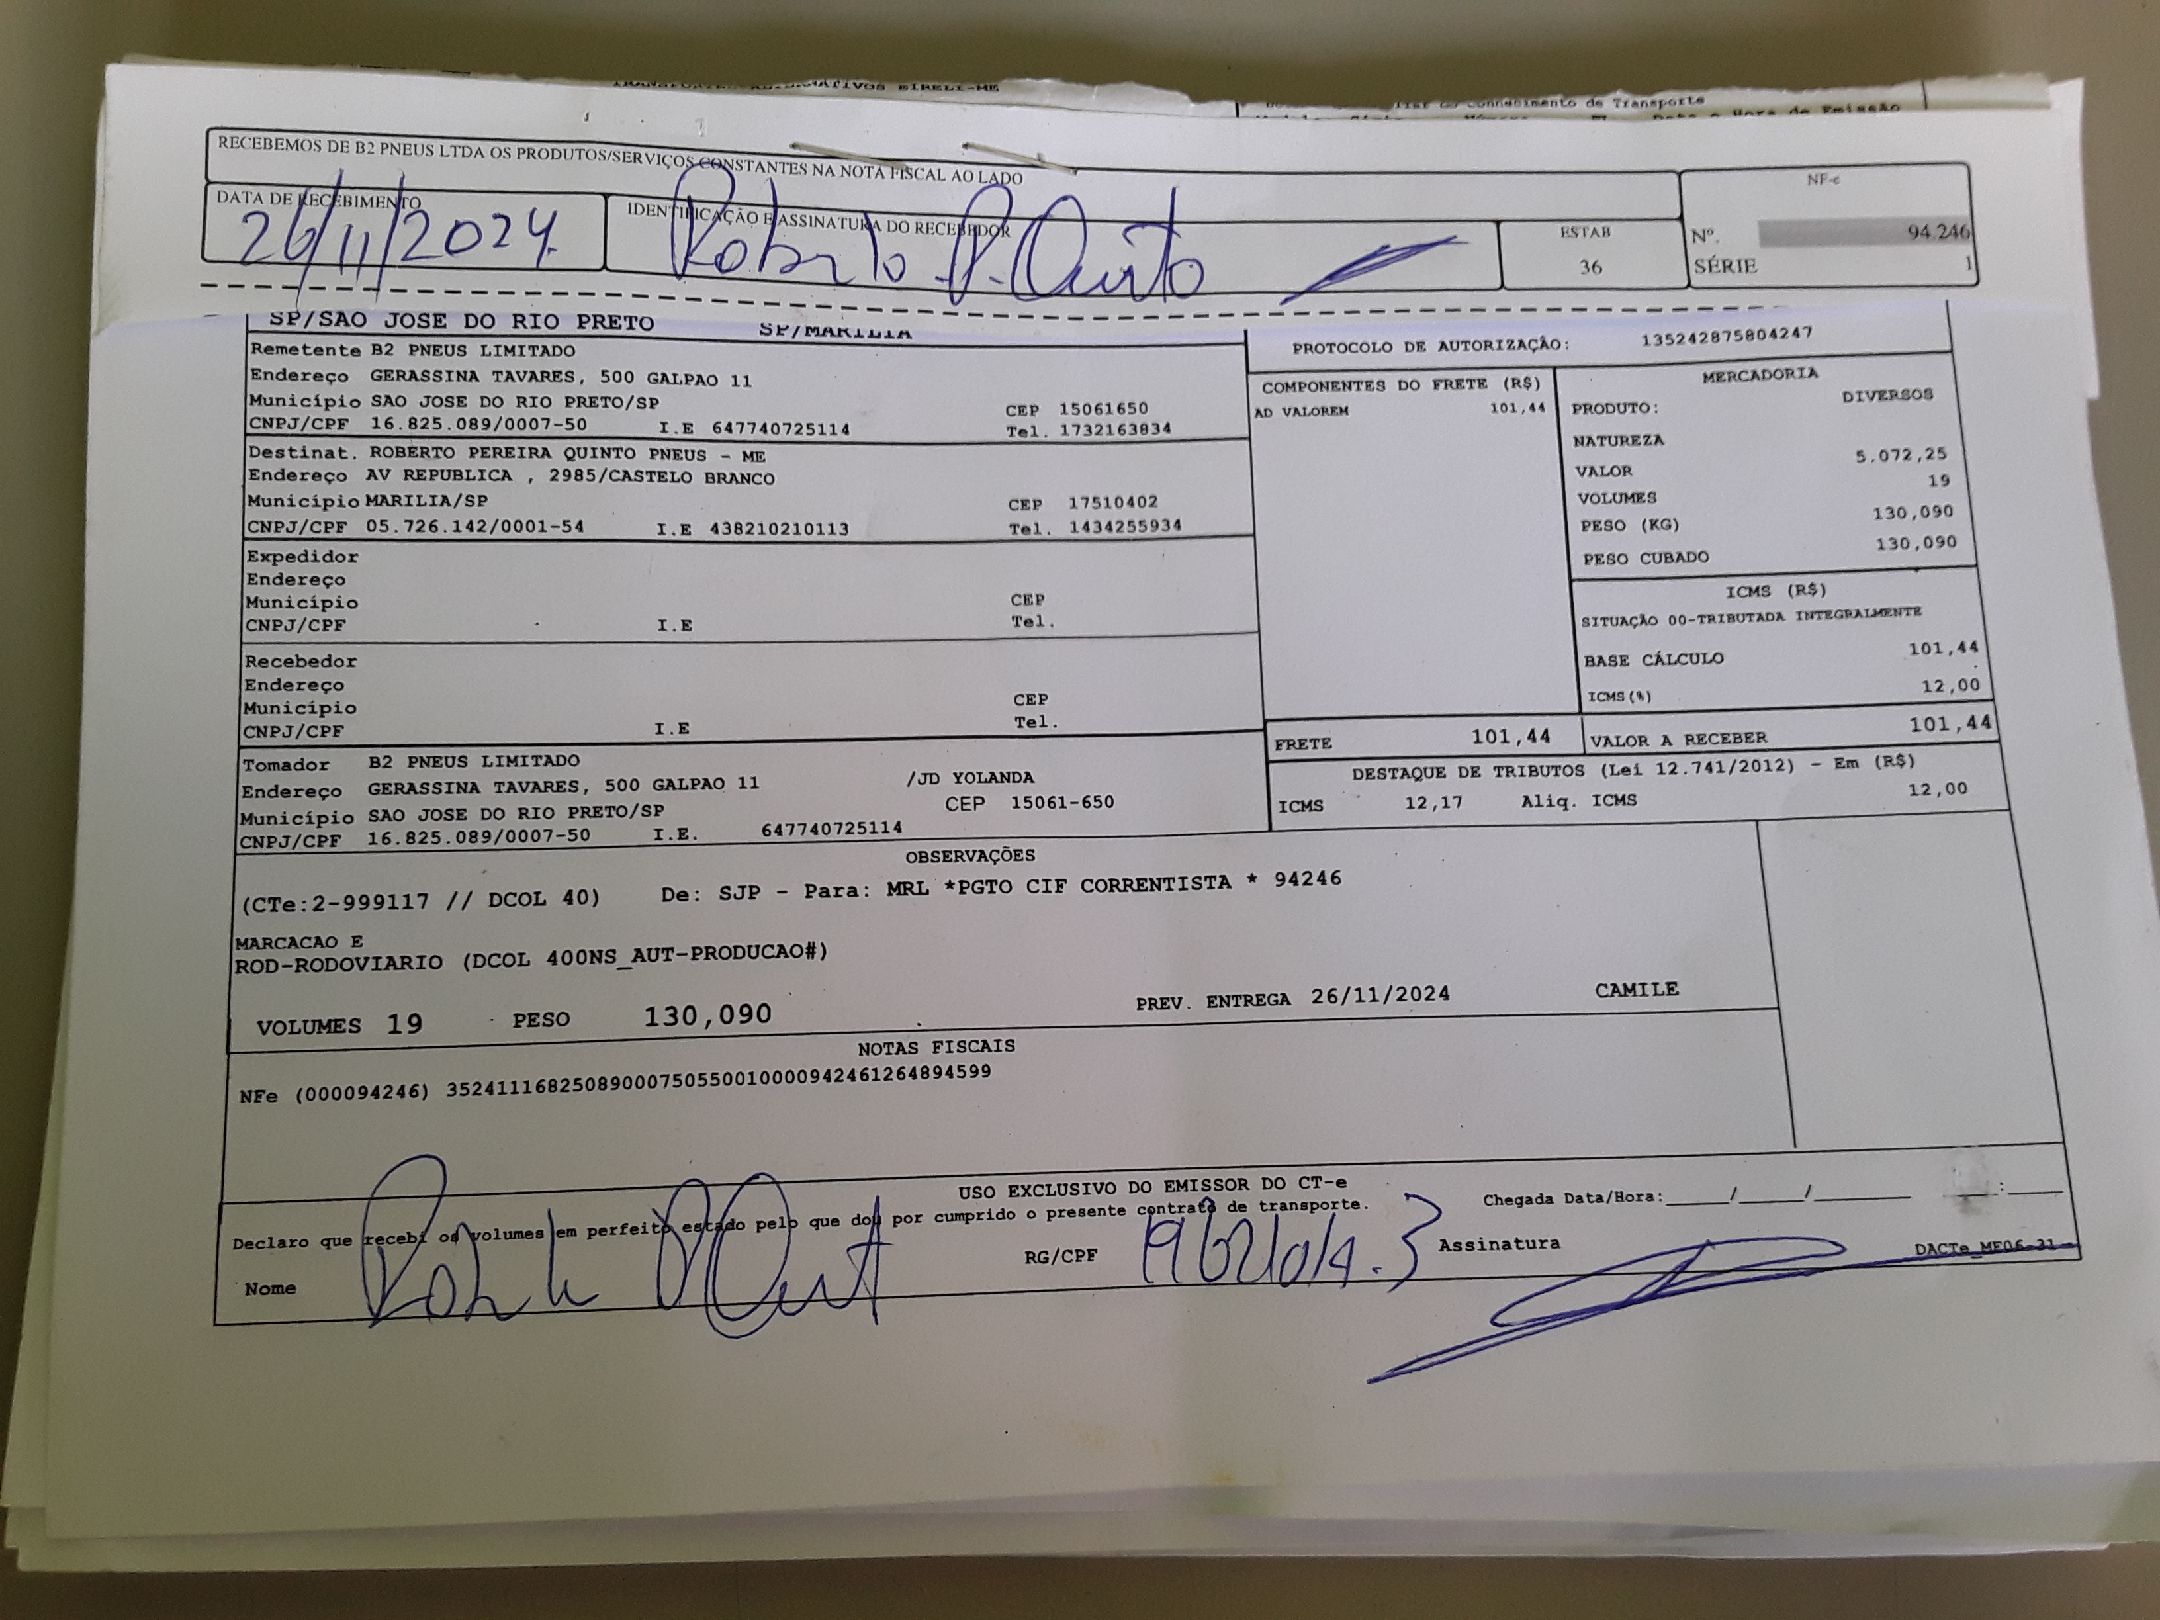 RECEBEMOS DE B2 PNEUS LTDA OS PRODUTOS/SERVIÇOS CONSTANTES NA NOTA FISCAL AO LADO
NF-e
DATA DE RECEBIMENTO IDENTIFICAÇÃO E ASSINATURA DO RECEBEDOR ESTAB Nº. 94.246
26/11/2024 Roberto P. Quinto 36 SÉRIE 1
SP/SAO JOSE DO RIO PRETO SP/MARILIA
PROTOCOLO DE AUTORIZAÇÃO: 135242875804247
Remetente B2 PNEUS LIMITADO
Endereço GERASSINA TAVARES, 500 GALPAO 11
Município SAO JOSE DO RIO PRETO/SP CEP 15061650
CNPJ/CPF 16.825.089/0007-50 I.E 647740725114 Tel. 1732163834
Destinat. ROBERTO PEREIRA QUINTO PNEUS - ME
Endereço AV REPUBLICA , 2985/CASTELO BRANCO
Município MARILIA/SP CEP 17510402
CNPJ/CPF 05.726.142/0001-54 I.E 438210210113 Tel. 1434255934
Expedidor
Endereço
Município CEP
CNPJ/CPF I.E Tel.
Recebedor
Endereço
Município CEP
CNPJ/CPF I.E Tel.
Tomador B2 PNEUS LIMITADO
Endereço GERASSINA TAVARES, 500 GALPAO 11 /JD YOLANDA
Município SAO JOSE DO RIO PRETO/SP CEP 15061-650
CNPJ/CPF 16.825.089/0007-50 I.E. 647740725114
COMPONENTES DO FRETE (R$)
AD VALOREM 101,44
MERCADORIA
PRODUTO: DIVERSOS
NATUREZA
VALOR 5.072,25
VOLUMES 19
PESO (KG) 130,090
PESO CUBADO 130,090
ICMS (R$)
SITUAÇÃO 00-TRIBUTADA INTEGRALMENTE
BASE CÁLCULO 101,44
ICMS(%) 12,00
FRETE 101,44 VALOR A RECEBER 101,44
DESTAQUE DE TRIBUTOS (Lei 12.741/2012) - Em (R$)
ICMS 12,17 Aliq. ICMS 12,00
OBSERVAÇÕES
(CTe:2-999117 // DCOL 40) De: SJP - Para: MRL *PGTO CIF CORRENTISTA * 94246
MARCACAO E
ROD-RODOVIARIO (DCOL 400NS_AUT-PRODUCAO#)
VOLUMES 19 PESO 130,090 PREV. ENTREGA 26/11/2024 CAMILE
NOTAS FISCAIS
NFe (000094246) 35241116825089000750550010000942461264894599
USO EXCLUSIVO DO EMISSOR DO CT-e
Declaro que recebi os volumes em perfeito estado pelo que dou por cumprido o presente contrato de transporte. Chegada Data/Hora:_____/_____/_______ ____:____
Nome RG/CPF Assinatura DACTe_ME06-31